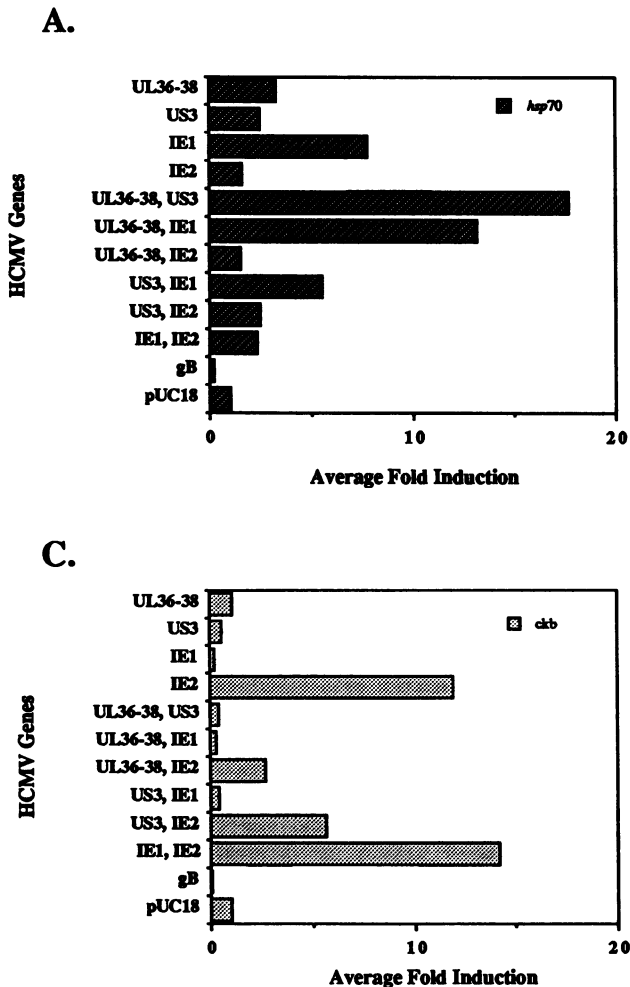 A.
HCMV Genes
UL36-38
US3
IE1
IE2
UL36-38, US3
UL36-38, IE1
UL36-38, IE2
US3, IE1
US3, IE2
IE1, IE2
gB
pUC18
hsp70
0
10
20
Average Fold Induction
C.
HCMV Genes
UL36-38
US3
IE1
IE2
UL36-38, US3
UL36-38, IE1
UL36-38, IE2
US3, IE1
US3, IE2
IE1, IE2
gB
pUC18
ckb
0
10
20
Average Fold Induction